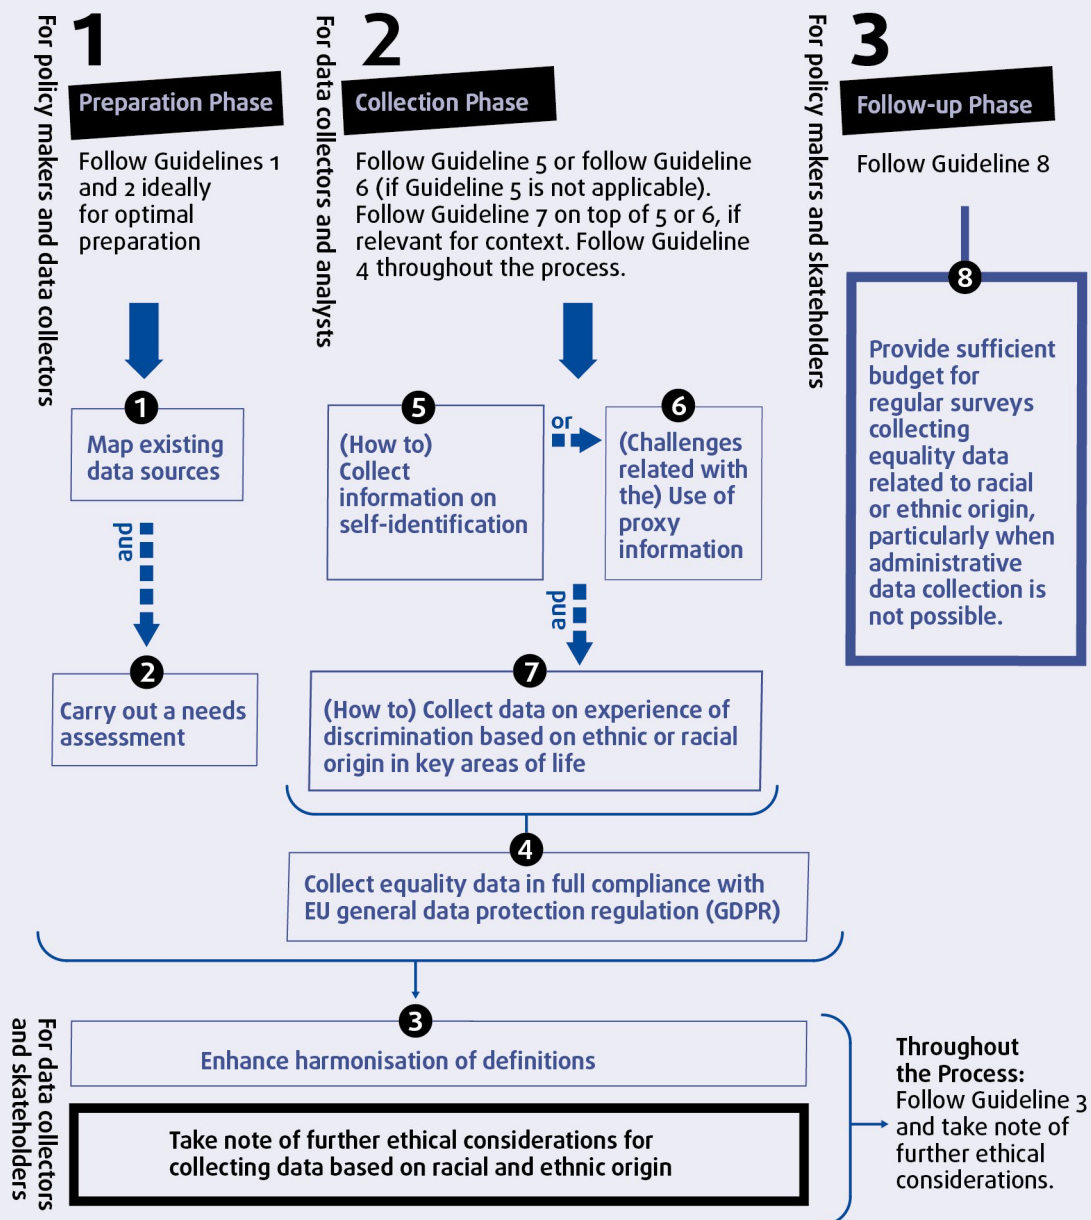 For policy makers and data collectors
1
Preparation Phase
Follow Guidelines 1
and 2 ideally
for optimal
preparation
1
Map existing
data sources
and
2
Carry out a needs
assessment
For data collectors and analysts
2
Collection Phase
Follow Guideline 5 or follow Guideline
6 (if Guideline 5 is not applicable).
Follow Guideline 7 on top of 5 or 6, if
relevant for context. Follow Guideline
4 throughout the process.
5
(How to)
Collect
information on
self-identification
or
6
(Challenges
related with
the) Use of
proxy
information
and
7
(How to) Collect data on experience of
discrimination based on ethnic or racial
origin in key areas of life
4
Collect equality data in full compliance with
EU general data protection regulation (GDPR)
For policy makers and skateholders
3
Follow-up Phase
Follow Guideline 8
8
Provide sufficient
budget for
regular surveys
collecting
equality data
related to racial
or ethnic origin,
particularly when
administrative
data collection is
not possible.
For data collectors
and skateholders
3
Enhance harmonisation of definitions
Take note of further ethical considerations for
collecting data based on racial and ethnic origin
Throughout
the Process:
Follow Guideline 3
and take note of
further ethical
considerations.